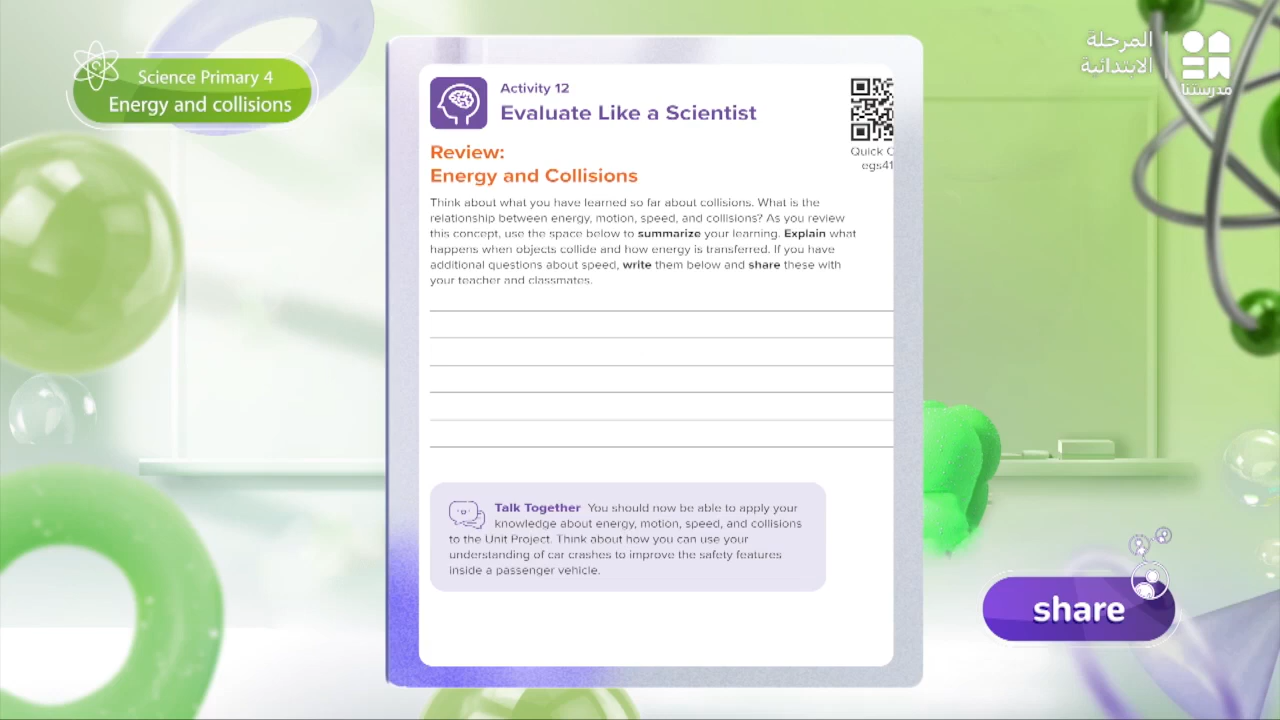 Science Primary 4
Energy and collisions
المرحلة
الابتدائية
مدرستنا
Activity 12
Evaluate Like a Scientist
Quick
egs41
Review:
Energy and Collisions
Think about what you have learned so far about collisions. What is the
relationship between energy, motion, speed, and collisions? As you review
this concept, use the space below to summarize your learning. Explain what
happens when objects collide and how energy is transferred. If you have
additional questions about speed, write them below and share these with
your teacher and classmates.
Talk Together You should now be able to apply your
knowledge about energy, motion, speed, and collisions
to the Unit Project. Think about how you can use your
understanding of car crashes to improve the safety features
inside a passenger vehicle.
share